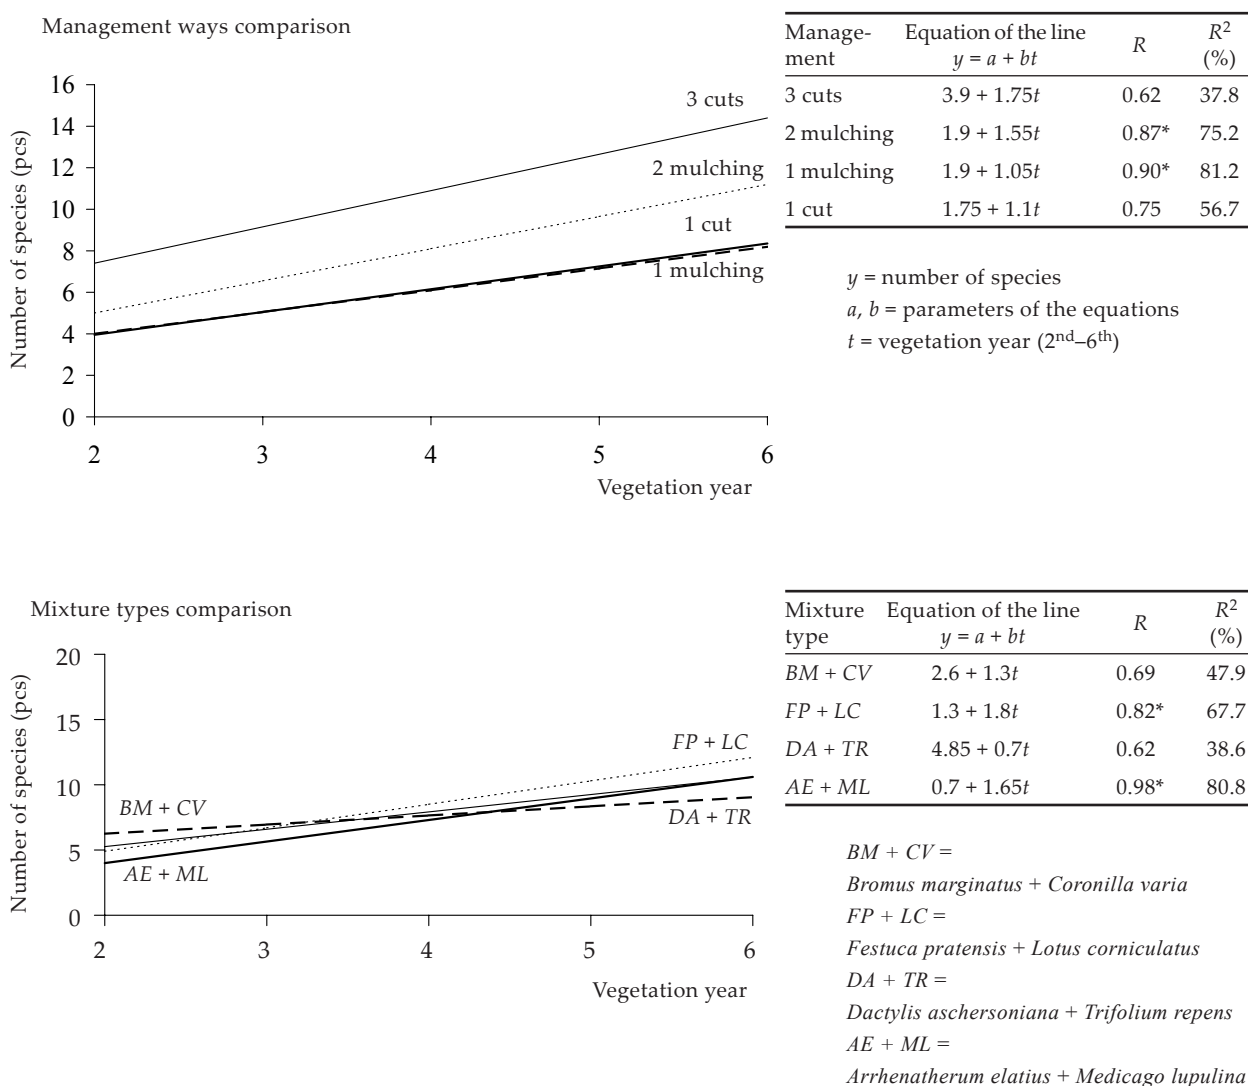 Management ways comparison
Number of species (pcs)
16
14
12
10
8
6
4
2
0
3 cuts
2 mulching
1 cut
1 mulching
2 3 4 5 6
Vegetation year
Manage-
ment
Equation of the line
y = a + bt
R
R²
(%)
3 cuts 3.9 + 1.75t 0.62 37.8
2 mulching 1.9 + 1.55t 0.87* 75.2
1 mulching 1.9 + 1.05t 0.90* 81.2
1 cut 1.75 + 1.1t 0.75 56.7
y = number of species
a, b = parameters of the equations
t = vegetation year (2nd–6th)
Mixture types comparison
Number of species (pcs)
20
15
10
5
0
FP + LC
BM + CV
DA + TR
AE + ML
2 3 4 5 6
Vegetation year
Mixture
type
Equation of the line
y = a + bt
R
R²
(%)
BM + CV 2.6 + 1.3t 0.69 47.9
FP + LC 1.3 + 1.8t 0.82* 67.7
DA + TR 4.85 + 0.7t 0.62 38.6
AE + ML 0.7 + 1.65t 0.98* 80.8
BM + CV =
Bromus marginatus + Coronilla varia
FP + LC =
Festuca pratensis + Lotus corniculatus
DA + TR =
Dactylis aschersoniana + Trifolium repens
AE + ML =
Arrhenatherum elatius + Medicago lupulina